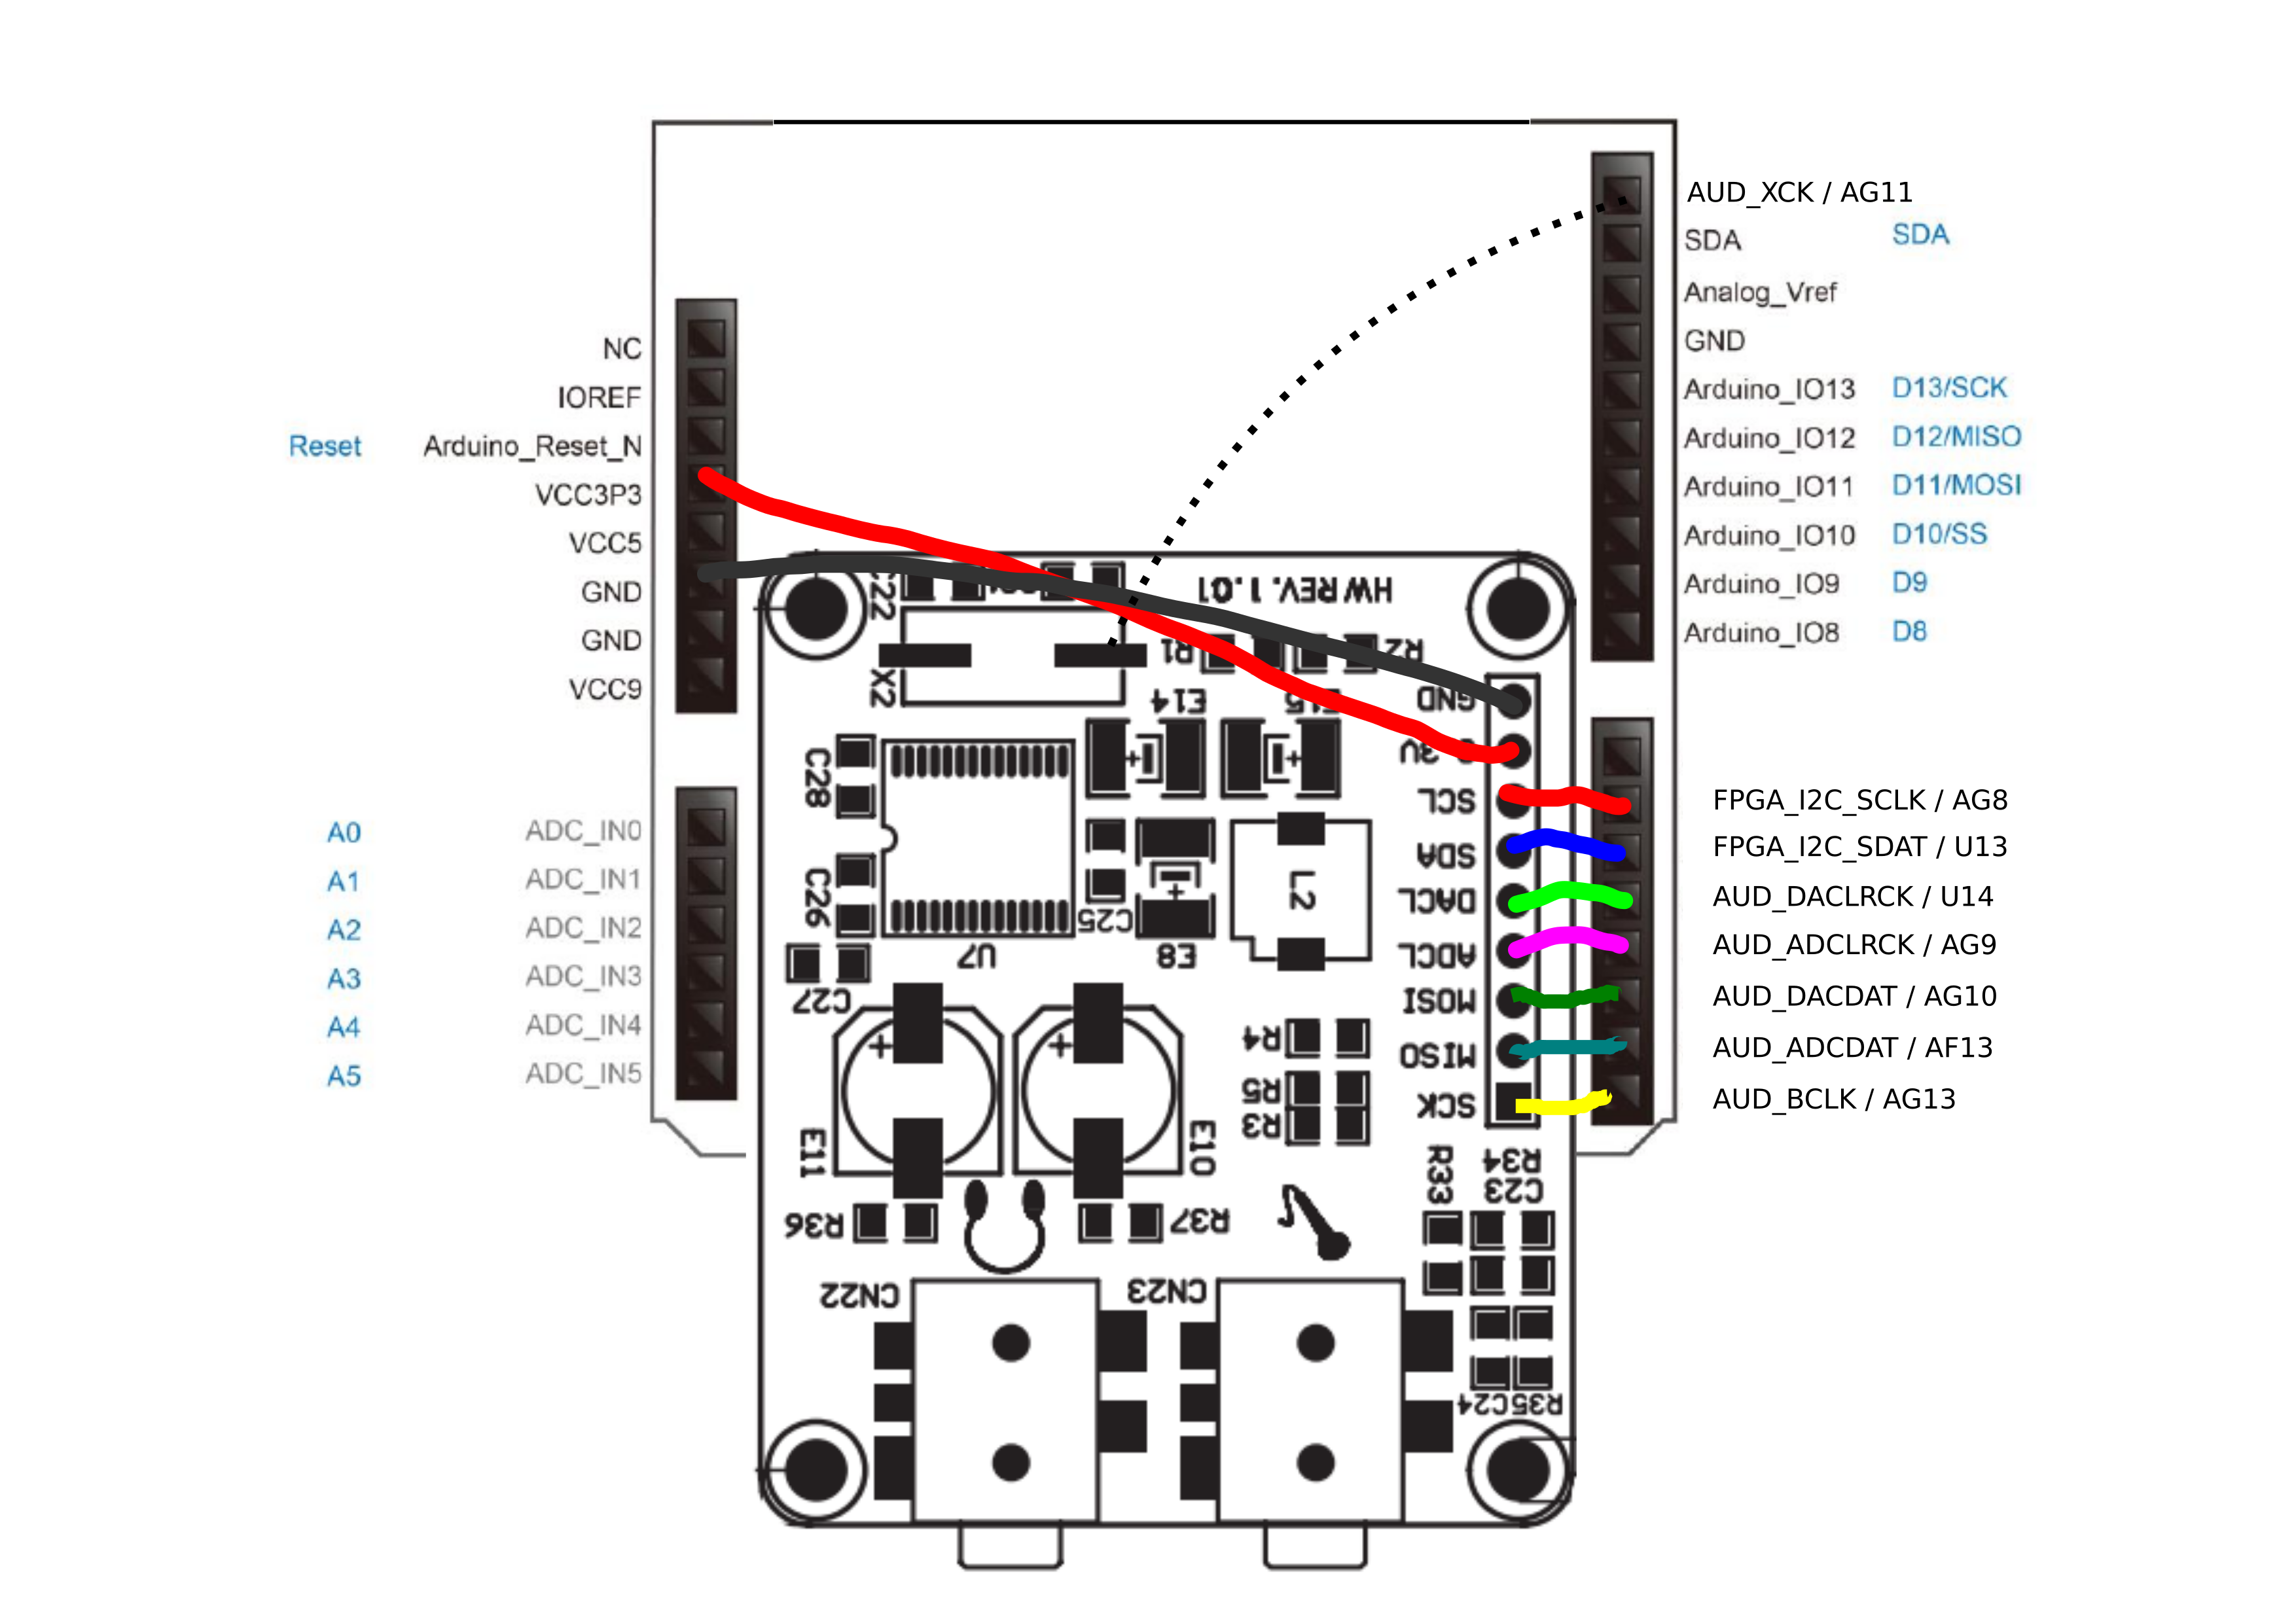 AUD_XCK / AG11
SDA SDA
Analog_Vref
GND
Arduino_IO13 D13/SCK
Arduino_IO12 D12/MISO
Arduino_IO11 D11/MOSI
Arduino_IO10 D10/SS
Arduino_IO9 D9
Arduino_IO8 D8
NC
IOREF
Reset Arduino_Reset_N
VCC3P3
VCC5
GND
GND
VCC9
A0 ADC_IN0
A1 ADC_IN1
A2 ADC_IN2
A3 ADC_IN3
A4 ADC_IN4
A5 ADC_IN5
FPGA_I2C_SCLK / AG8
FPGA_I2C_SDAT / U13
AUD_DACLRCK / U14
AUD_ADCLRCK / AG9
AUD_DACDAT / AG10
AUD_ADCDAT / AF13
AUD_BCLK / AG13
HW REV. 1.01
R1
R2
X2
E14
GND
SCL
SDA
DACL
ADCL
MOSI
MISO
SCK
C28
C26
C25
L2
U7
E8
C27
R4
R5
R3
E11
E10
R33
R34
C23
R36
R37
CN22
CN23
C24
R35